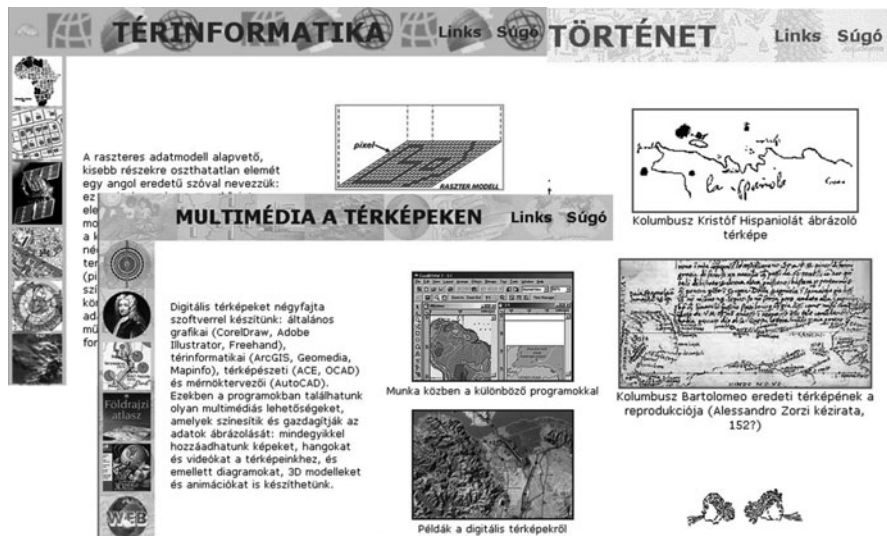 TÉRINFORMATIKA
Links Súgó
TÖRTÉNET
Links Súgó
A raszteres adatmodell alapvető,
kisebb részekre oszthatatlan elemét
egy angol eredetű szóval nevezzük:
pixel
RASZTER MODELL
la española
Kolumbusz Kristóf Hispaniolát ábrázoló
térképe
Kolumbusz Bartolomeo eredeti térképének a
reprodukciója (Alessandro Zorzi kézirata,
152?)
MULTIMÉDIA A TÉRKÉPEKEN
Links Súgó
Földrajzi
atlasz
WEB
Digitális térképeket négyfajta
szoftverrel készítünk: általános
grafikai (CorelDraw, Adobe
Illustrator, Freehand),
térinformatikai (ArcGIS, Geomedia,
Mapinfo), térképészeti (ACE, OCAD)
és mérnöktervezői (AutoCAD).
Ezekben a programokban találhatunk
olyan multimédiás lehetőségeket,
amelyek színesítik és gazdagítják az
adatok ábrázolását: mindegyikkel
hozzáadhatunk képeket, hangokat
és videókat a térképeinkhez, és
emellett diagramokat, 3D modelleket
és animációkat is készíthetünk.
Munka közben a különböző programokkal
Példák a digitális térképekről